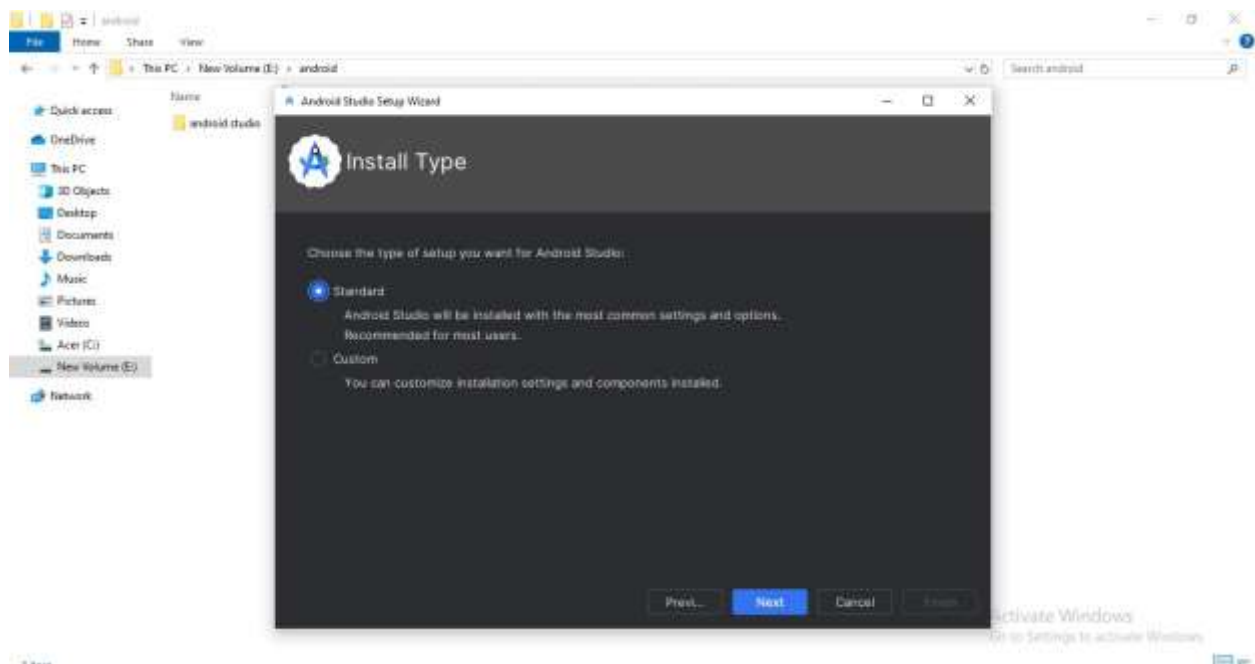 android
File Home Share View
This PC › New Volume (E:) › android
Search android
Name
Quick access
android studio
OneDrive
This PC
3D Objects
Desktop
Documents
Downloads
Music
Pictures
Videos
Acer (C:)
New Volume (E:)
Network
Android Studio Setup Wizard
Install Type
Choose the type of setup you want for Android Studio:
Standard
Android Studio will be installed with the most common settings and options.
Recommended for most users.
Custom
You can customize installation settings and components installed.
Previ... Next Cancel Finish
Activate Windows
Go to Settings to activate Windows.